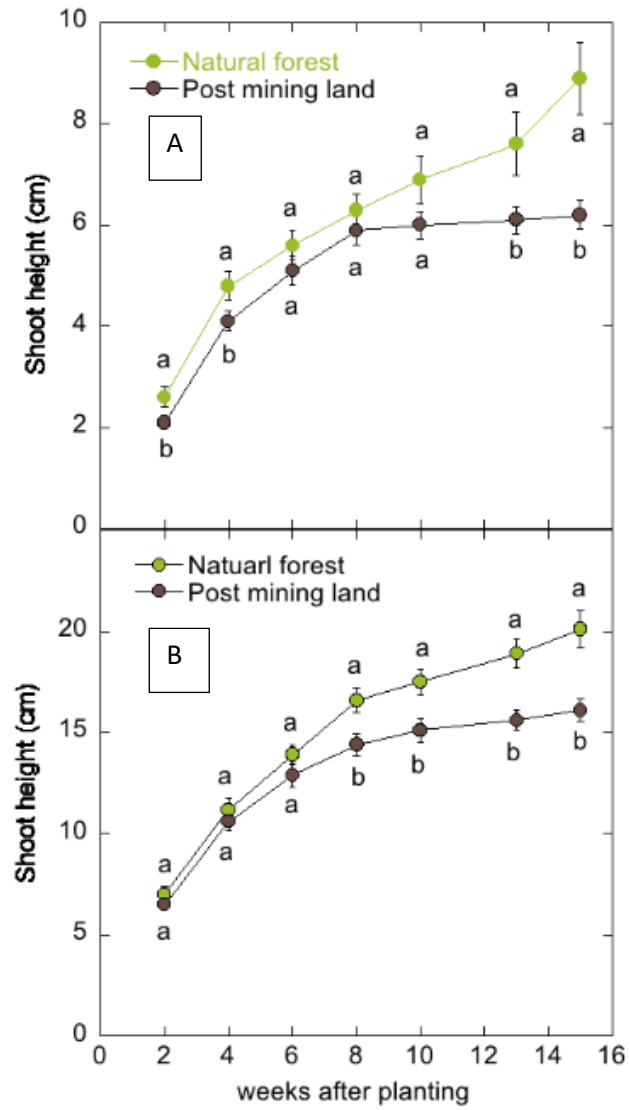 10
Natural forest
Post mining land
A
8
6
4
2
0
Shoot height (cm)
a
a
a
a
a
a
a
b
b
a
a
a
b
b
Natuarl forest
Post mining land
B
20
15
10
5
0
Shoot height (cm)
a
a
a
a
a
a
a
a
a
a
b
b
b
b
0 2 4 6 8 10 12 14 16
weeks after planting